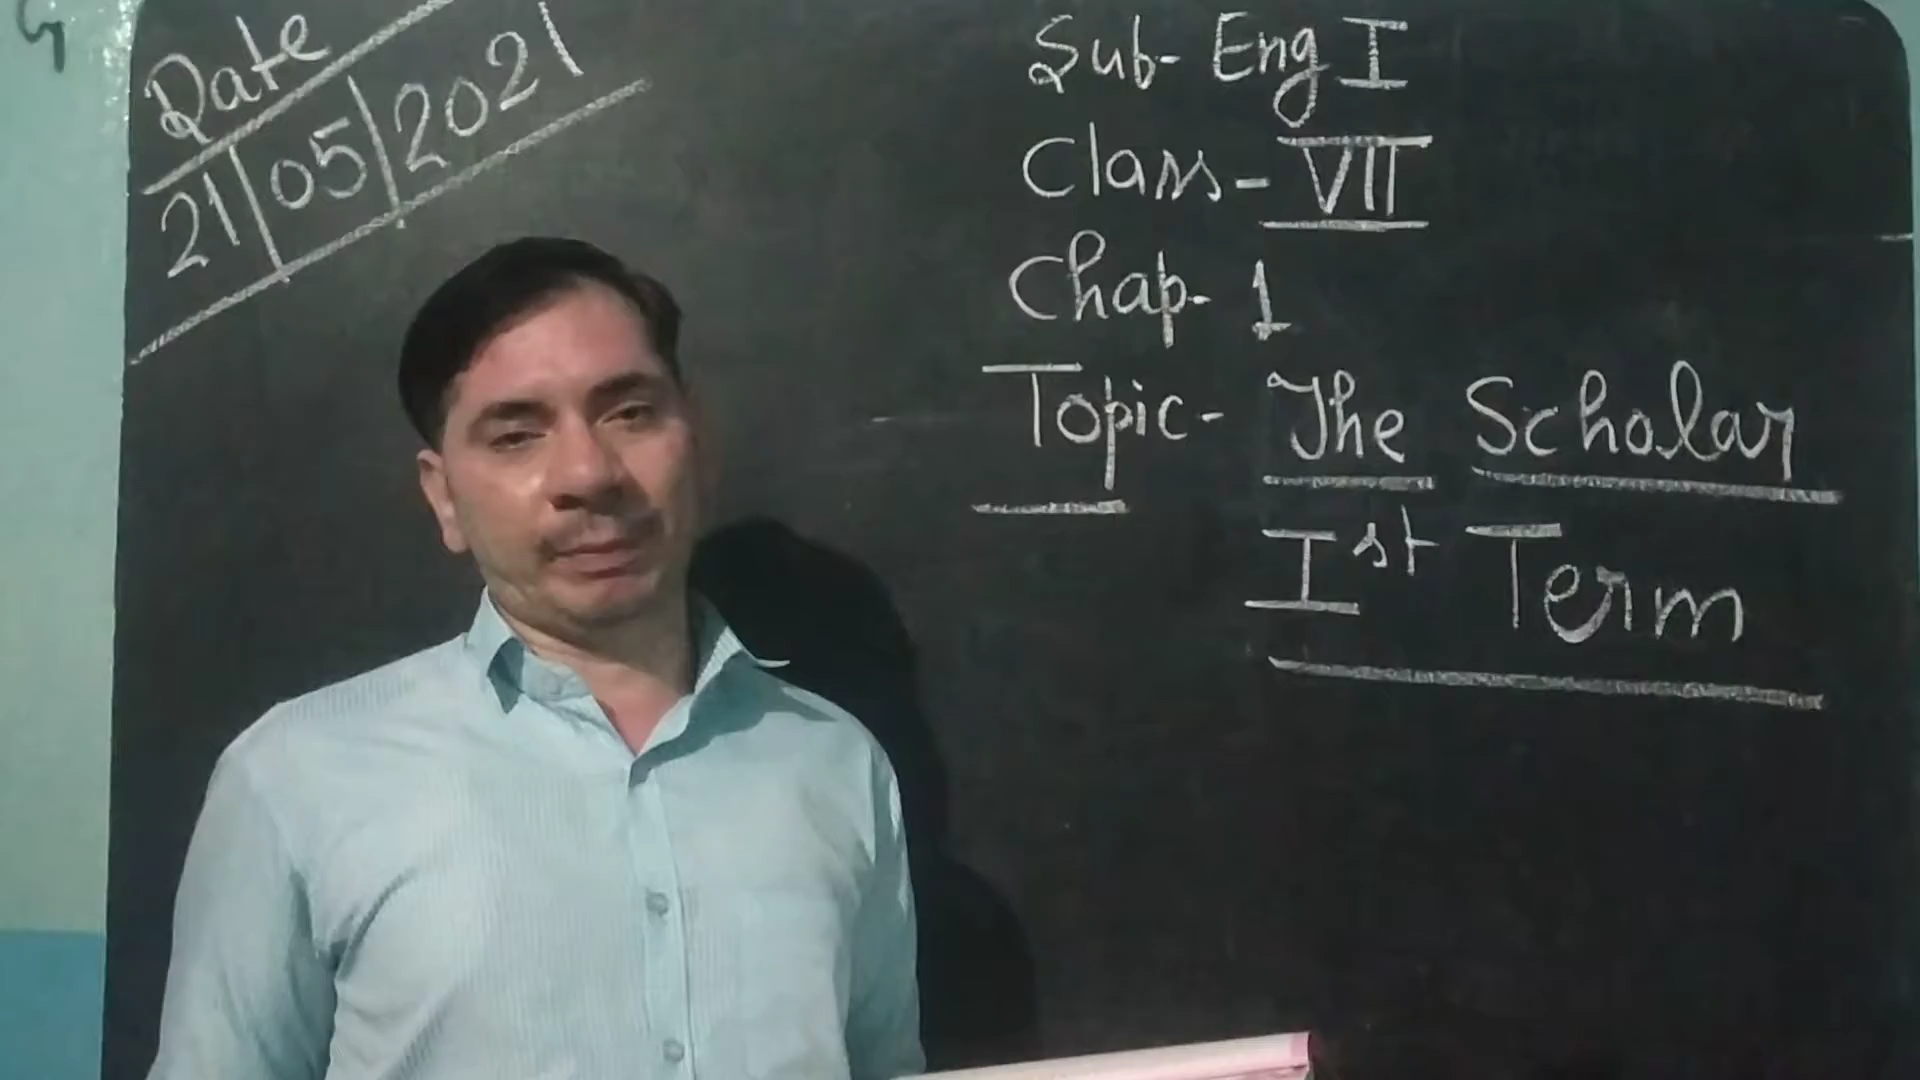 Date
21/05/2021
Sub- Eng I
Class- VII
Chap- 1
Topic- The Scholar
Ist Term